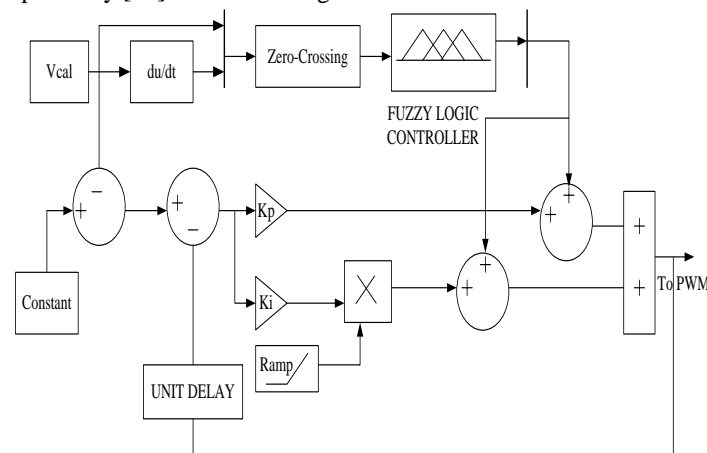 Vcal
du/dt
Zero-Crossing
FUZZY LOGIC
CONTROLLER
−
+
+
−
Kp
+
+
+
Constant
Ki
X
+
+
+
To PWM
Ramp
UNIT DELAY